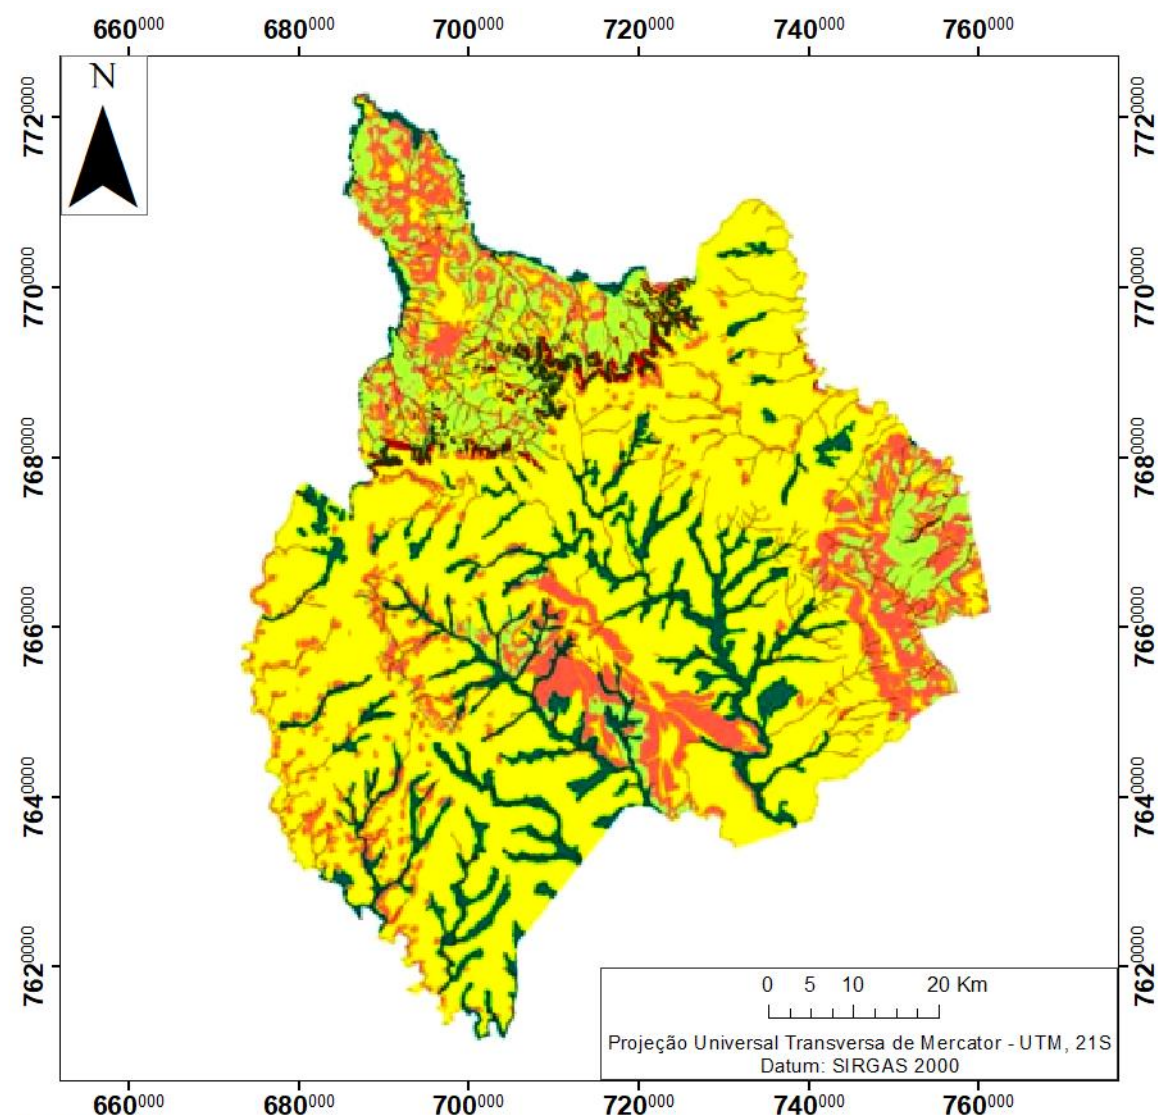 660000 680000 700000 720000 740000 760000
N
7720000 7720000
7700000 7700000
7680000 7680000
7660000 7660000
7640000 7640000
7620000 7620000
0 5 10 20 Km
Projeção Universal Transversa de Mercator - UTM, 21S
Datum: SIRGAS 2000
660000 680000 700000 720000 740000 760000